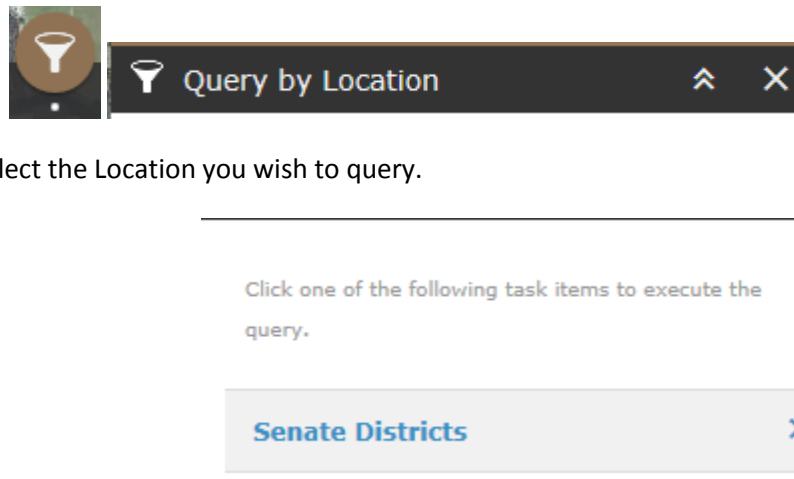 Query by Location
lect the Location you wish to query.
Click one of the following task items to execute the
query.
Senate Districts